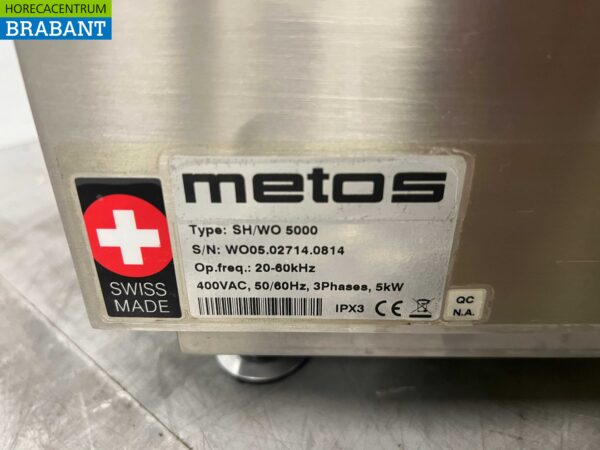 HORECACENTRUM
BRABANT
metos
Type: SH/WO 5000
S/N: WO05.02714.0814
Op.freq.: 20-60kHz
400VAC, 50/60Hz, 3Phases, 5kW
IPX3 CE
SWISS
MADE
QC
N.A.